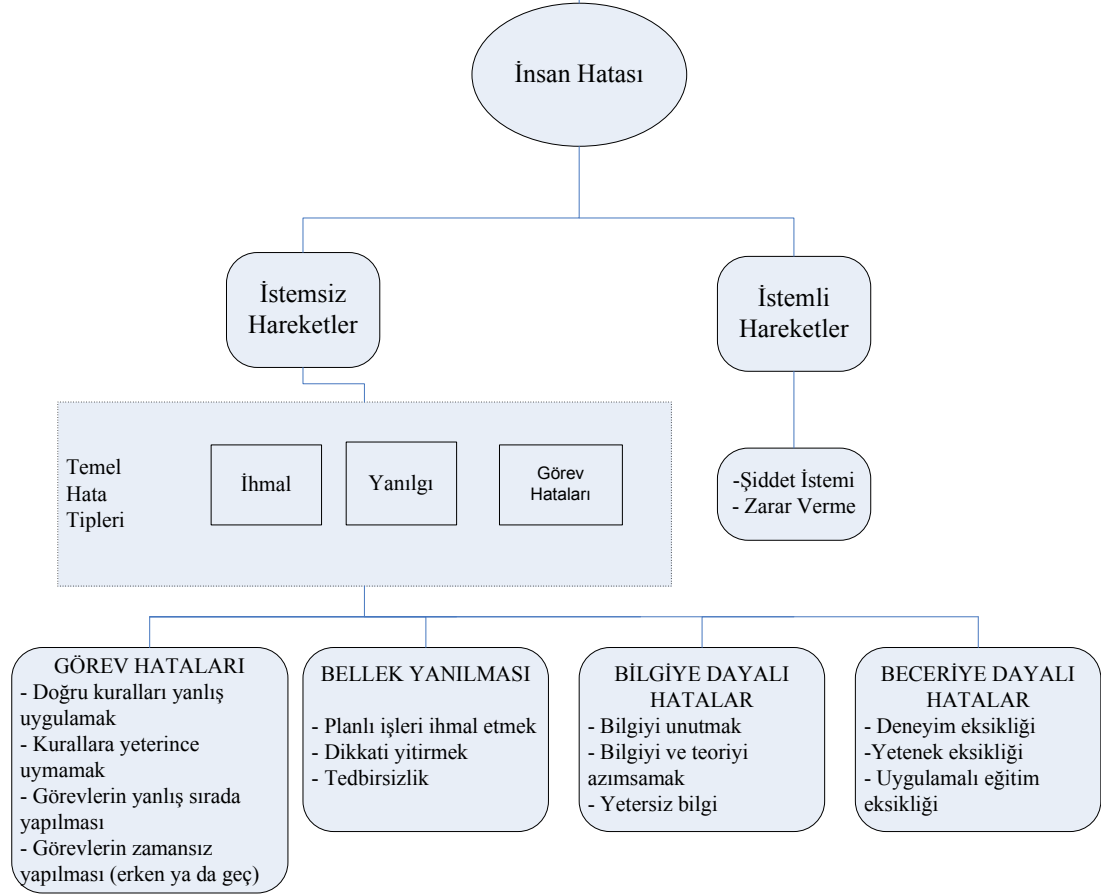 İnsan Hatası
İstemsiz
Hareketler
İstemli
Hareketler
Temel
Hata
Tipleri
İhmal
Yanılgı
Görev
Hataları
-Şiddet İstemi
- Zarar Verme
GÖREV HATALARI
- Doğru kuralları yanlış
uygulamak
- Kurallara yeterince
uymamak
- Görevlerin yanlış sırada
yapılması
- Görevlerin zamansız
yapılması (erken ya da geç)
BELLEK YANILMASI
- Planlı işleri ihmal etmek
- Dikkati yitirmek
- Tedbirsizlik
BİLGİYE DAYALI
HATALAR
- Bilgiyi unutmak
- Bilgiyi ve teoriyi
azımsamak
- Yetersiz bilgi
BECERİYE DAYALI
HATALAR
- Deneyim eksikliği
-Yetenek eksikliği
- Uygulamalı eğitim
eksikliği